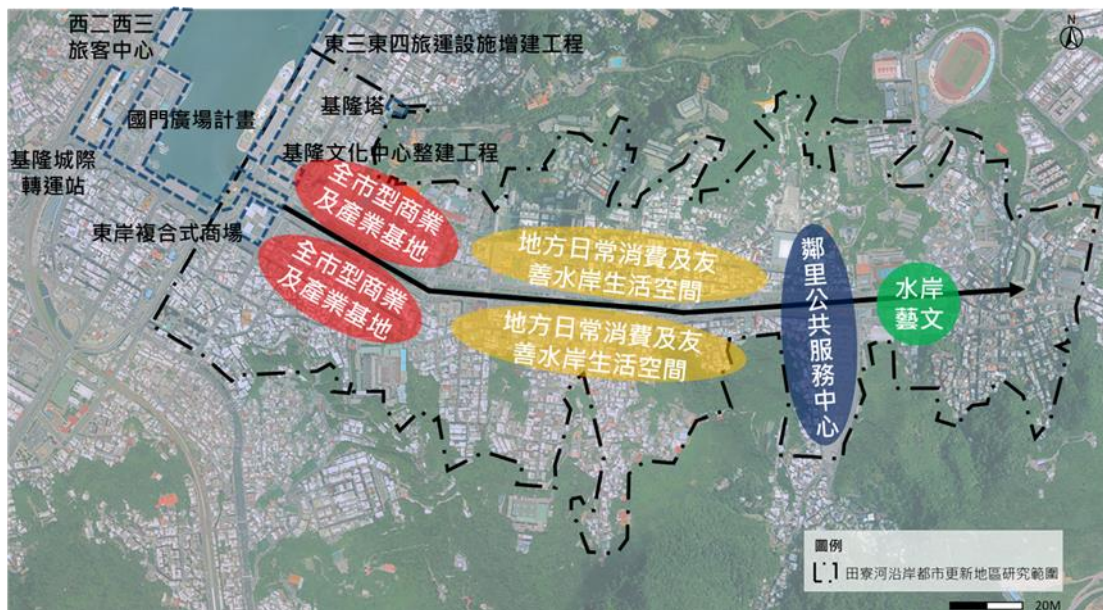 西二西三
旅客中心
東三東四旅運設施增建工程
N
國門廣場計畫
基隆塔
基隆文化中心整建工程
基隆城際
轉運站
東岸複合式商場
全市型商業
及產業基地
全市型商業
及產業基地
地方日常消費及友
善水岸生活空間
地方日常消費及友
善水岸生活空間
鄰里公共服務中心
水岸
藝文
圖例
田寮河沿岸都市更新地區研究範圍
20M